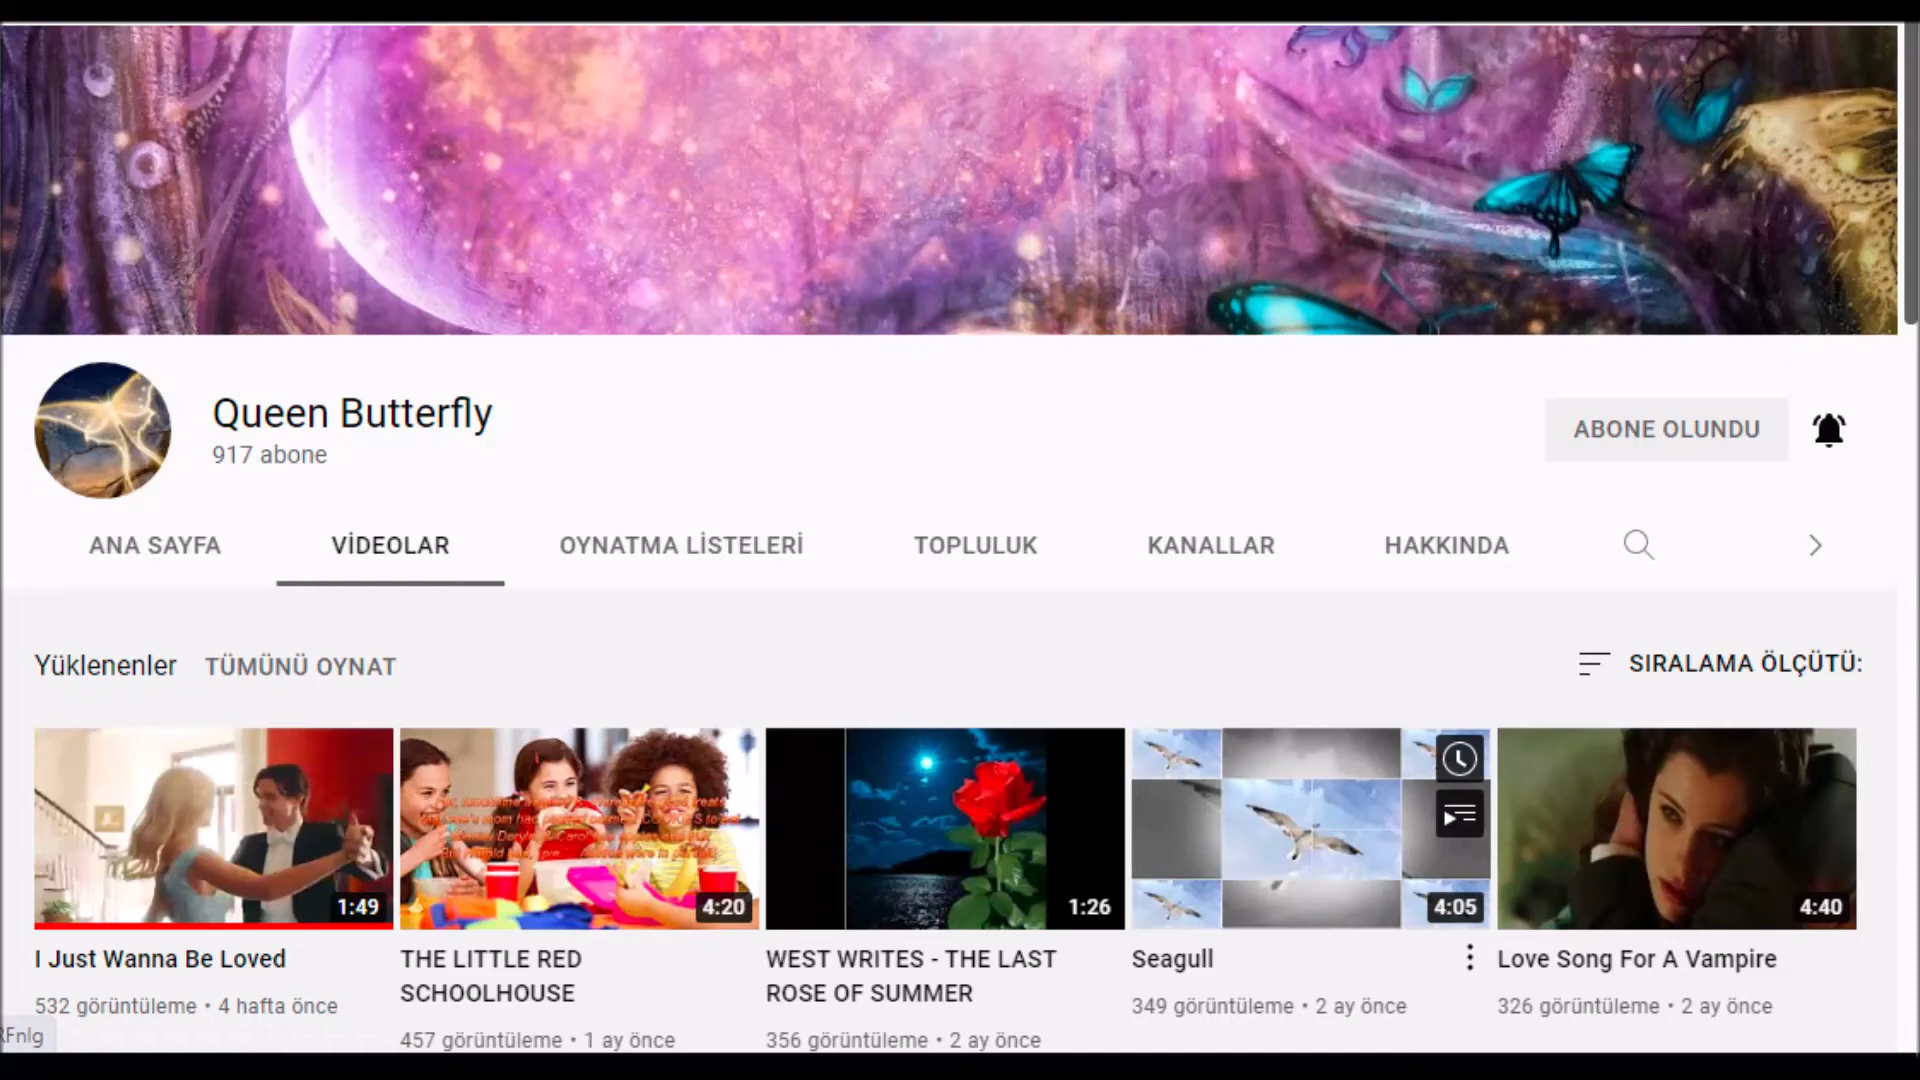 Queen Butterfly
917 abone
ABONE OLUNDU
ANA SAYFA
VİDEOLAR
OYNATMA LİSTELERİ
TOPLULUK
KANALLAR
HAKKINDA
Yüklenenler
TÜMÜNÜ OYNAT
SIRALAMA ÖLÇÜTÜ:
1:49
4:20
1:26
4:05
4:40
I Just Wanna Be Loved
532 görüntüleme • 4 hafta önce
THE LITTLE RED
SCHOOLHOUSE
457 görüntüleme • 1 ay önce
WEST WRITES - THE LAST
ROSE OF SUMMER
356 görüntüleme • 2 ay önce
Seagull
349 görüntüleme • 2 ay önce
Love Song For A Vampire
326 görüntüleme • 2 ay önce